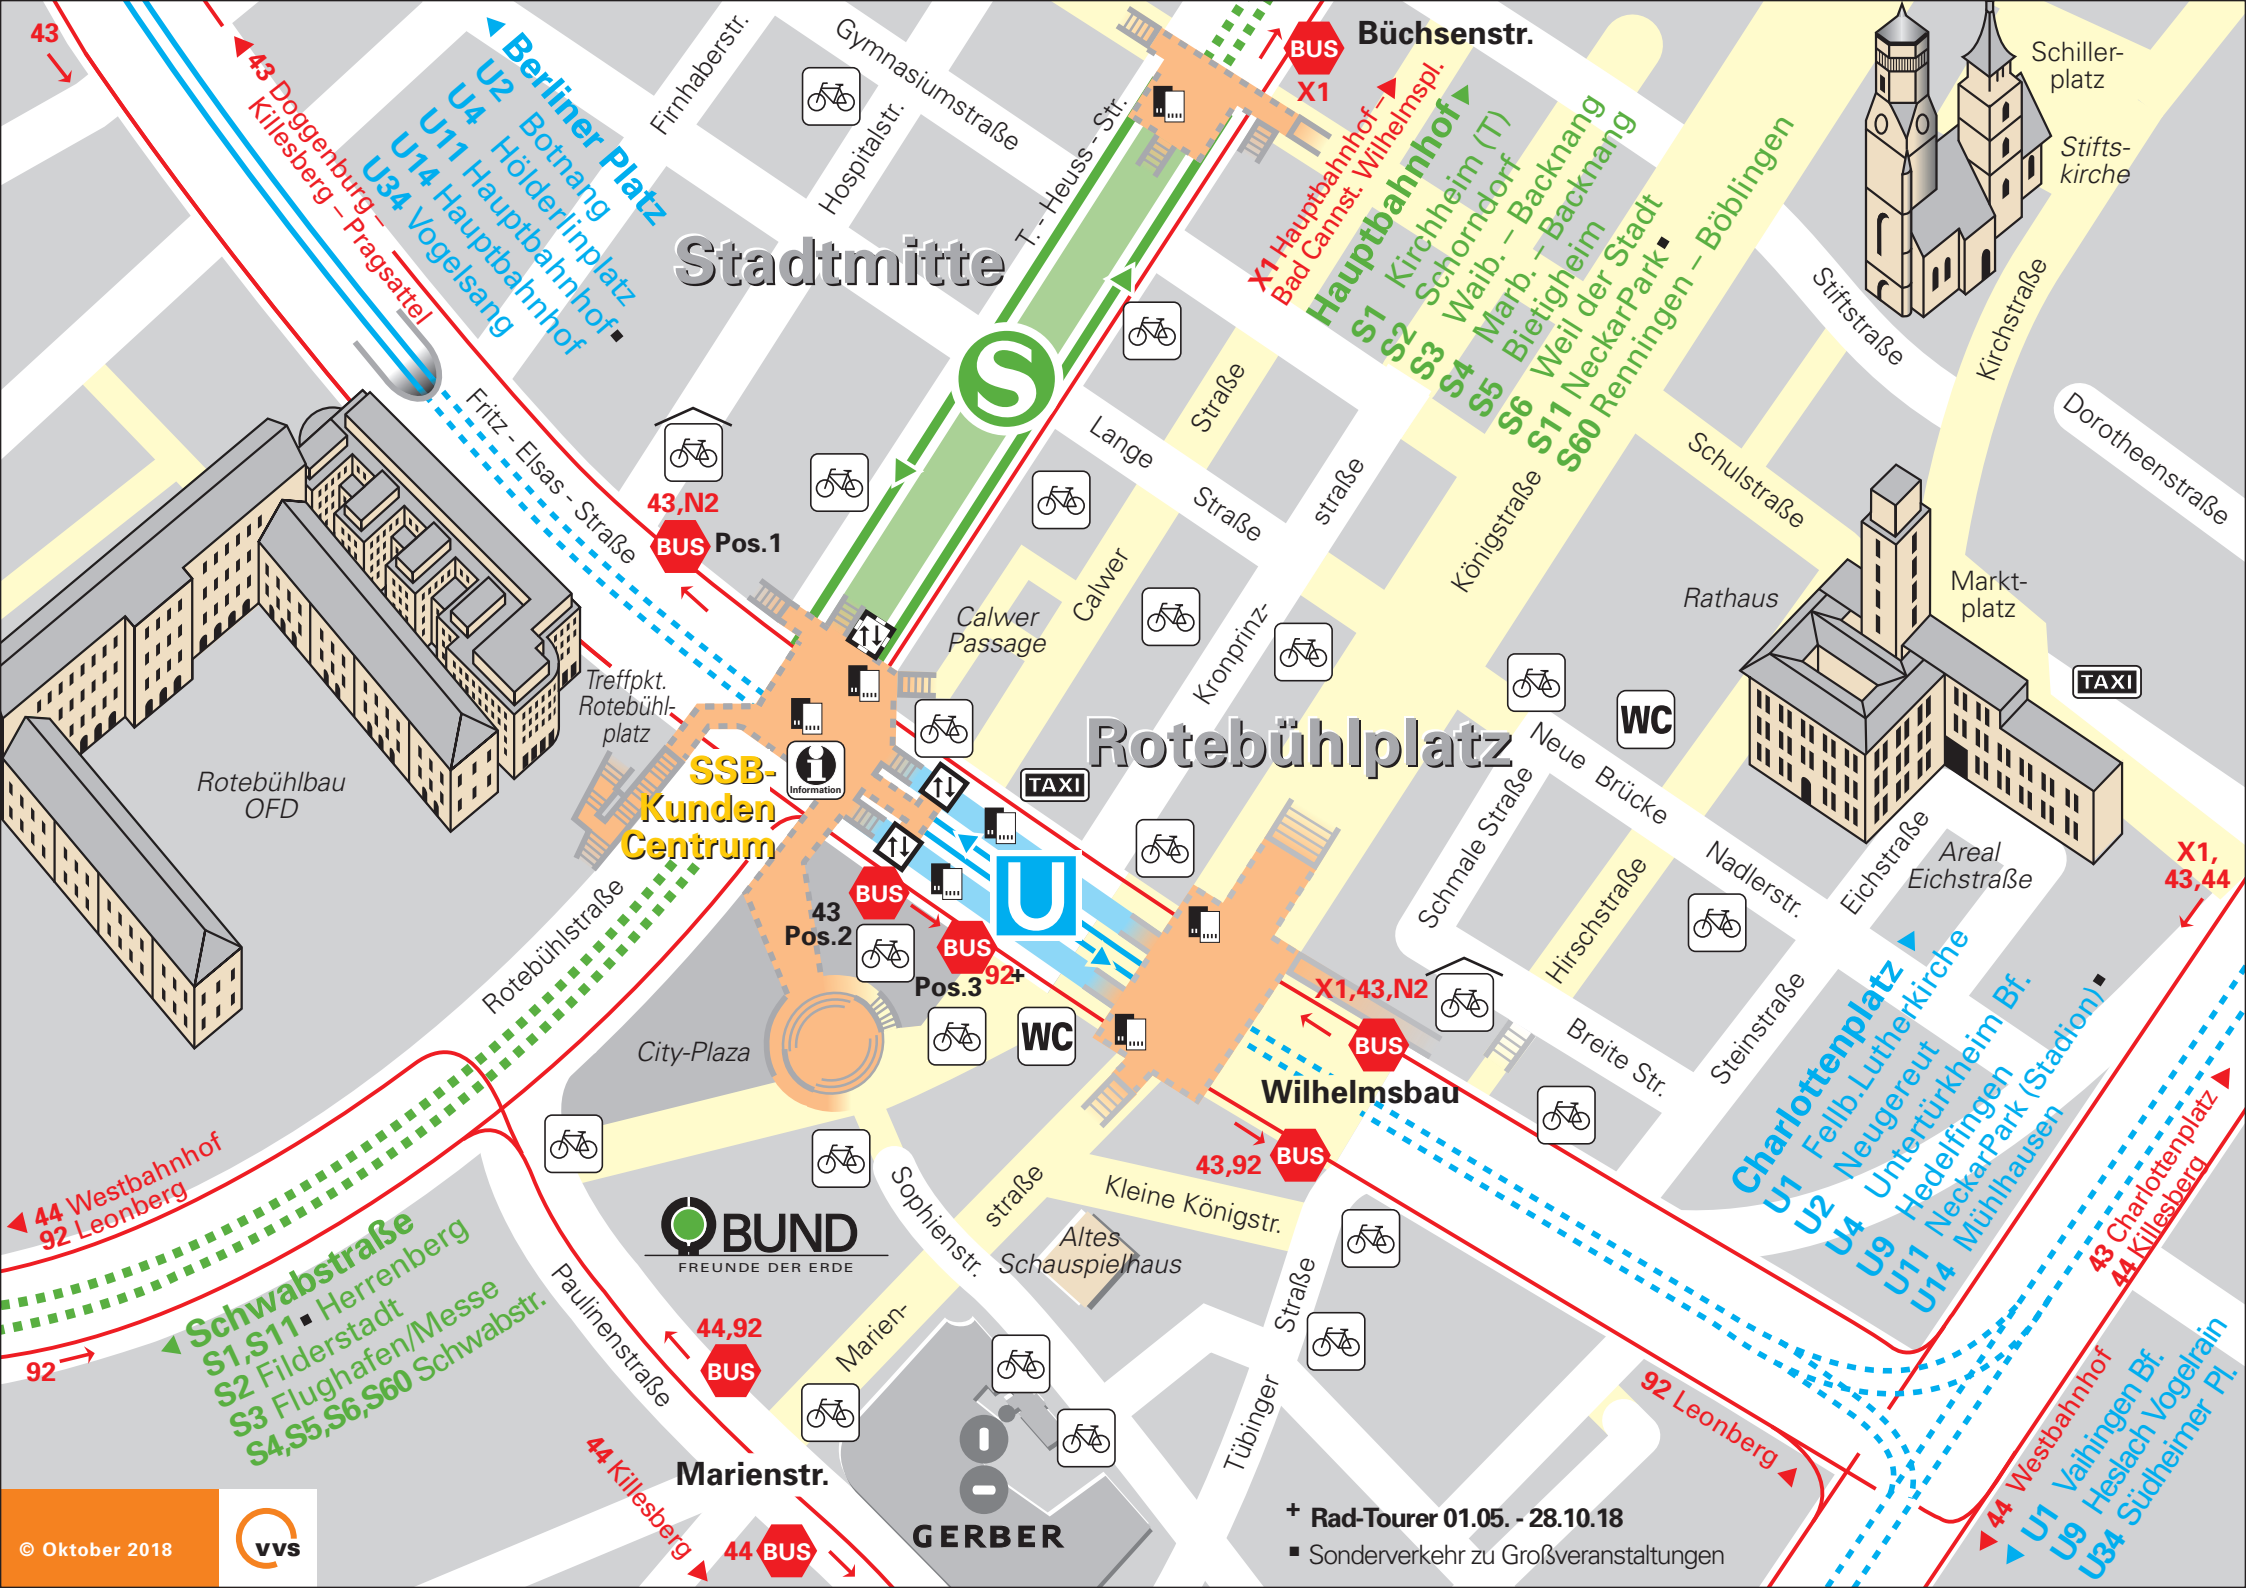 43
43 Doggenburg –
Killesberg – Pragsattel
Berliner Platz
U2 Botnang
U4 Hölderlinplatz
U11 Hauptbahnhof ▪
U14 Hauptbahnhof
U34 Vogelsang
Firnhaberstr.
Gymnasiumstraße
Hospitalstr.
T. - Heuss - Str.
BUS
X1
Büchsenstr.
X1 Hauptbahnhof –
Bad Cannst. Wilhelmspl.
Hauptbahnhof
S1 Kirchheim (T)
S2 Schorndorf
S3 Waib. – Backnang
S4 Marb. – Backnang
S5 Bietigheim
S6 Weil der Stadt
S11 NeckarPark ▪
S60 Renningen – Böblingen
Schiller-
platz
Stifts-
kirche
Stiftstraße
Kirchstraße
Dorotheenstraße
Schulstraße
Stadtmitte
S
Fritz - Elsas - Straße
43,N2
BUS
Pos.1
Lange
Straße
Calwer
Straße
Calwer
Passage
Kronprinz-
straße
Königstraße
Rathaus
Markt-
platz
TAXI
Treffpkt.
Rotebühl-
platz
Rotebühlbau
OFD
SSB-
Kunden
Centrum
i
Information
TAXI
Rotebühlplatz
WC
Neue Brücke
Schmale Straße
Nadlerstr.
Hirschstraße
Eichstraße
Areal
Eichstraße
X1,
43,44
U
BUS
43
Pos.2
BUS
Pos.3
92+
WC
Rotebühlstraße
City-Plaza
X1,43,N2
BUS
Wilhelmsbau
43,92
BUS
Breite Str.
Steinstraße
Charlottenplatz
U1 Fellb.Lutherkirche
U2 Neugereut
U4 Untertürkheim Bf.
U9 Hedelfingen
U11 NeckarPark (Stadion) ▪
U14 Mühlhausen
43 Charlottenplatz
44 Killesberg
44 Westbahnhof
92 Leonberg
Schwabstraße
S1,S11 ▪ Herrenberg
S2 Filderstadt
S3 Flughafen/Messe
S4,S5,S6,S60 Schwabstr.
92
BUND
FREUNDE DER ERDE
Sophienstr.
Marien-
straße
Kleine Königstr.
Altes
Schauspielhaus
Tübinger
Straße
Paulinenstraße
44,92
BUS
Marienstr.
44 Killesberg
44
BUS
GERBER
92 Leonberg
44 Westbahnhof
U1 Vaihingen Bf.
U9 Heslach Vogelrain
U34 Südheimer Pl.
+ Rad-Tourer 01.05. - 28.10.18
▪ Sonderverkehr zu Großveranstaltungen
© Oktober 2018
vvs